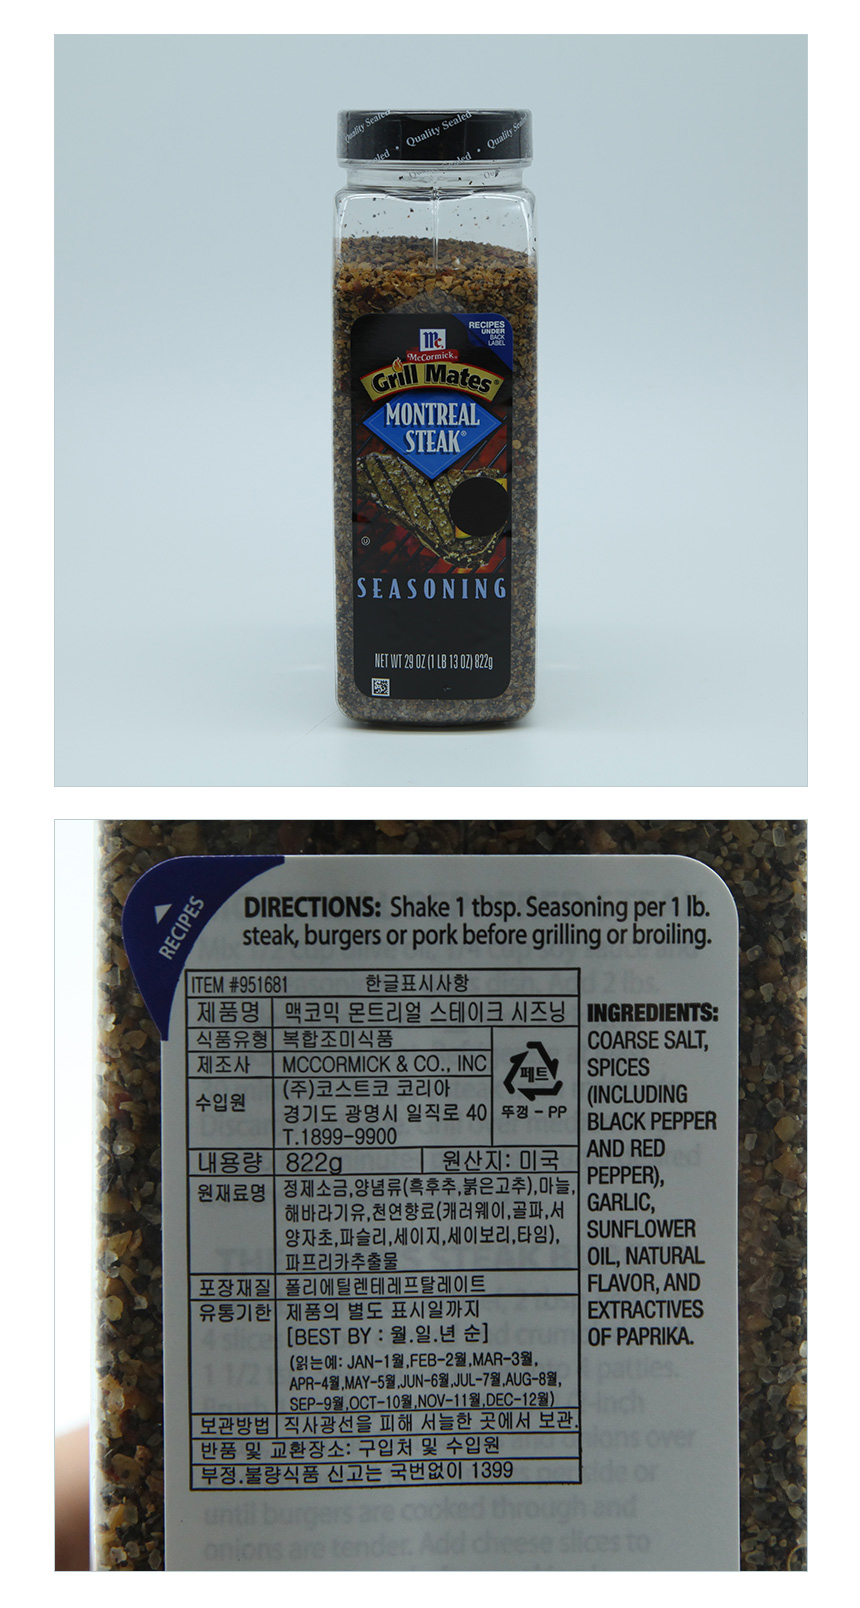 Quality Sealed
Quality Sealed
Quality Sealed
RECIPES
UNDER
BACK
LABEL
Mc.
McCormick
Grill Mates®
MONTREAL
STEAK®
SEASONING
NET WT 29 OZ (1 LB 13 OZ) 822g
RECIPES
DIRECTIONS: Shake 1 tbsp. Seasoning per 1 lb.
steak, burgers or pork before grilling or broiling.
ITEM #951681 한글표시사항
제품명 맥코믹 몬트리얼 스테이크 시즈닝
식품유형 복합조미식품
제조사 MCCORMICK & CO., INC
수입원 (주)코스트코 코리아
경기도 광명시 일직로 40
T.1899-9900
페트
뚜껑 - PP
내용량 822g 원산지: 미국
원재료명 정제소금,양념류(흑후추,붉은고추),마늘,
해바라기유,천연향료(캐러웨이,골파,서
양자초,파슬리,세이지,세이보리,타임),
파프리카추출물
포장재질 폴리에틸렌테레프탈레이트
유통기한 제품의 별도 표시일까지
[BEST BY : 월.일.년 순]
(읽는예: JAN-1월,FEB-2월,MAR-3월,
APR-4월,MAY-5월,JUN-6월,JUL-7월,AUG-8월,
SEP-9월,OCT-10월,NOV-11월,DEC-12월)
보관방법 직사광선을 피해 서늘한 곳에서 보관.
반품 및 교환장소: 구입처 및 수입원
부정.불량식품 신고는 국번없이 1399
INGREDIENTS:
COARSE SALT,
SPICES
(INCLUDING
BLACK PEPPER
AND RED
PEPPER),
GARLIC,
SUNFLOWER
OIL, NATURAL
FLAVOR, AND
EXTRACTIVES
OF PAPRIKA.
until burgers are cooked through and
onions are tender. Add cheese slices to